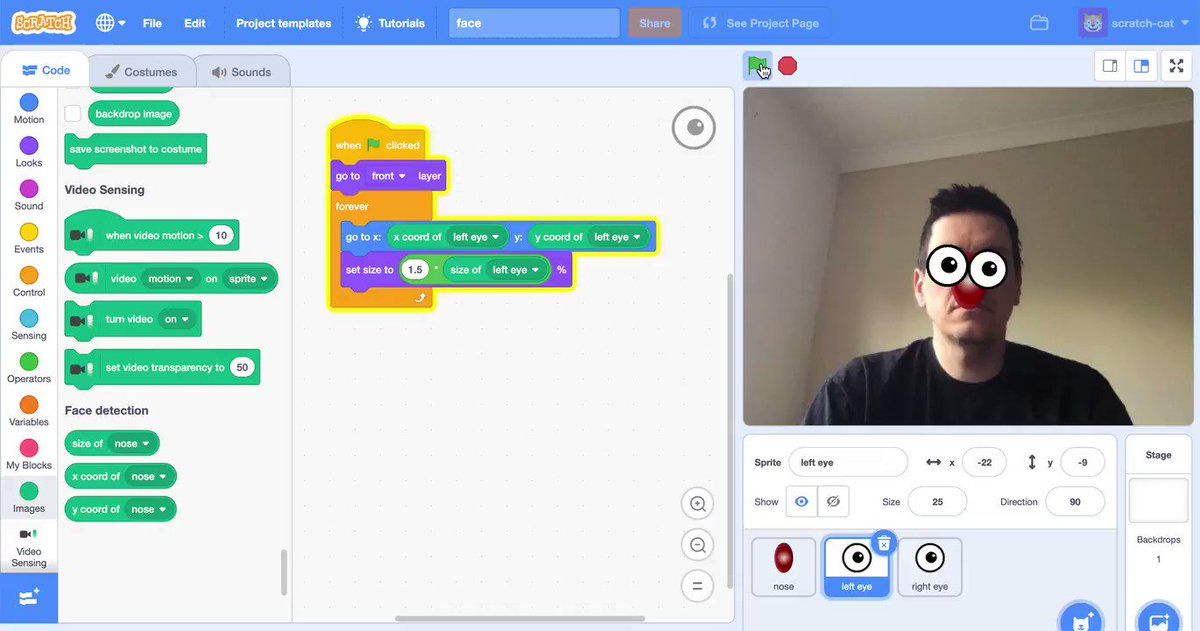 SCRATCH
File
Edit
Project templates
Tutorials
face
Share
See Project Page
scratch-cat
Code
Costumes
Sounds
Motion
Looks
Sound
Events
Control
Sensing
Operators
Variables
My Blocks
Images
Video
Sensing
backdrop image
save screenshot to costume
Video Sensing
when video motion > 10
video motion on sprite
turn video on
set video transparency to 50
Face detection
size of nose
x coord of nose
y coord of nose
when clicked
go to front layer
forever
go to x: x coord of left eye y: y coord of left eye
set size to 1.5 * size of left eye %
Sprite left eye x -22 y -9
Show Size 25 Direction 90
nose
left eye
right eye
Stage
Backdrops
1